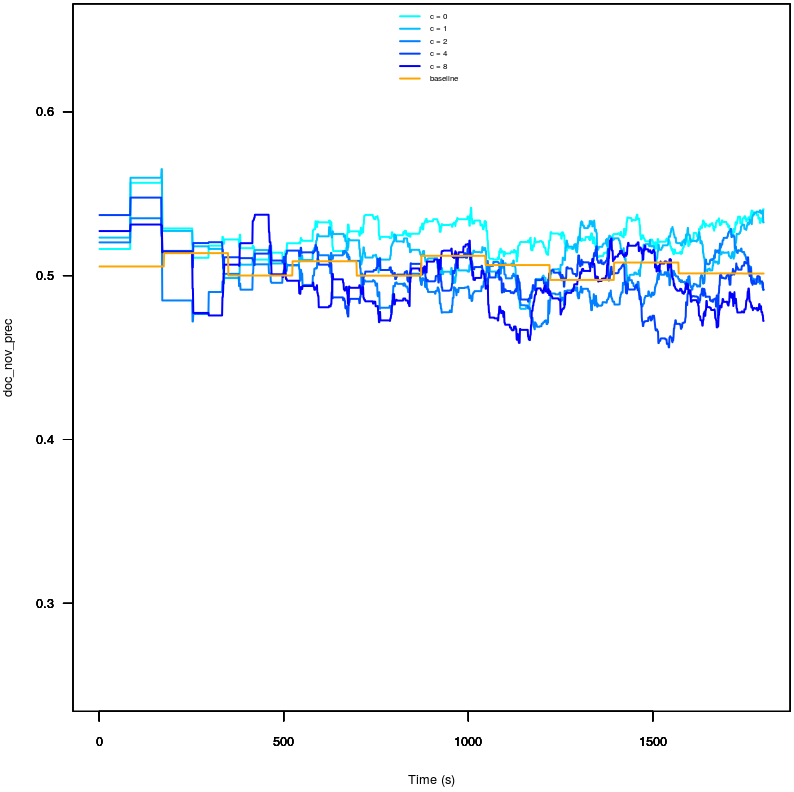 c = 0
c = 1
c = 2
c = 4
c = 8
baseline
0.6
0.5
0.4
0.3
doc_nov_prec
0
500
1000
1500
Time (s)